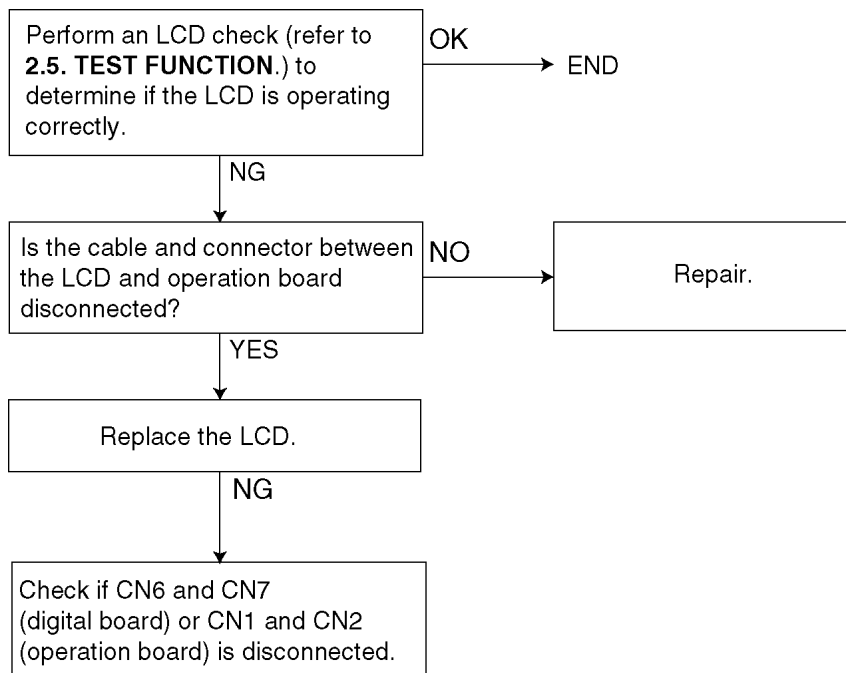 Perform an LCD check (refer to
2.5. TEST FUNCTION.) to
determine if the LCD is operating
correctly.
OK
END
NG
Is the cable and connector between
the LCD and operation board
disconnected?
NO
Repair.
YES
Replace the LCD.
NG
Check if CN6 and CN7
(digital board) or CN1 and CN2
(operation board) is disconnected.